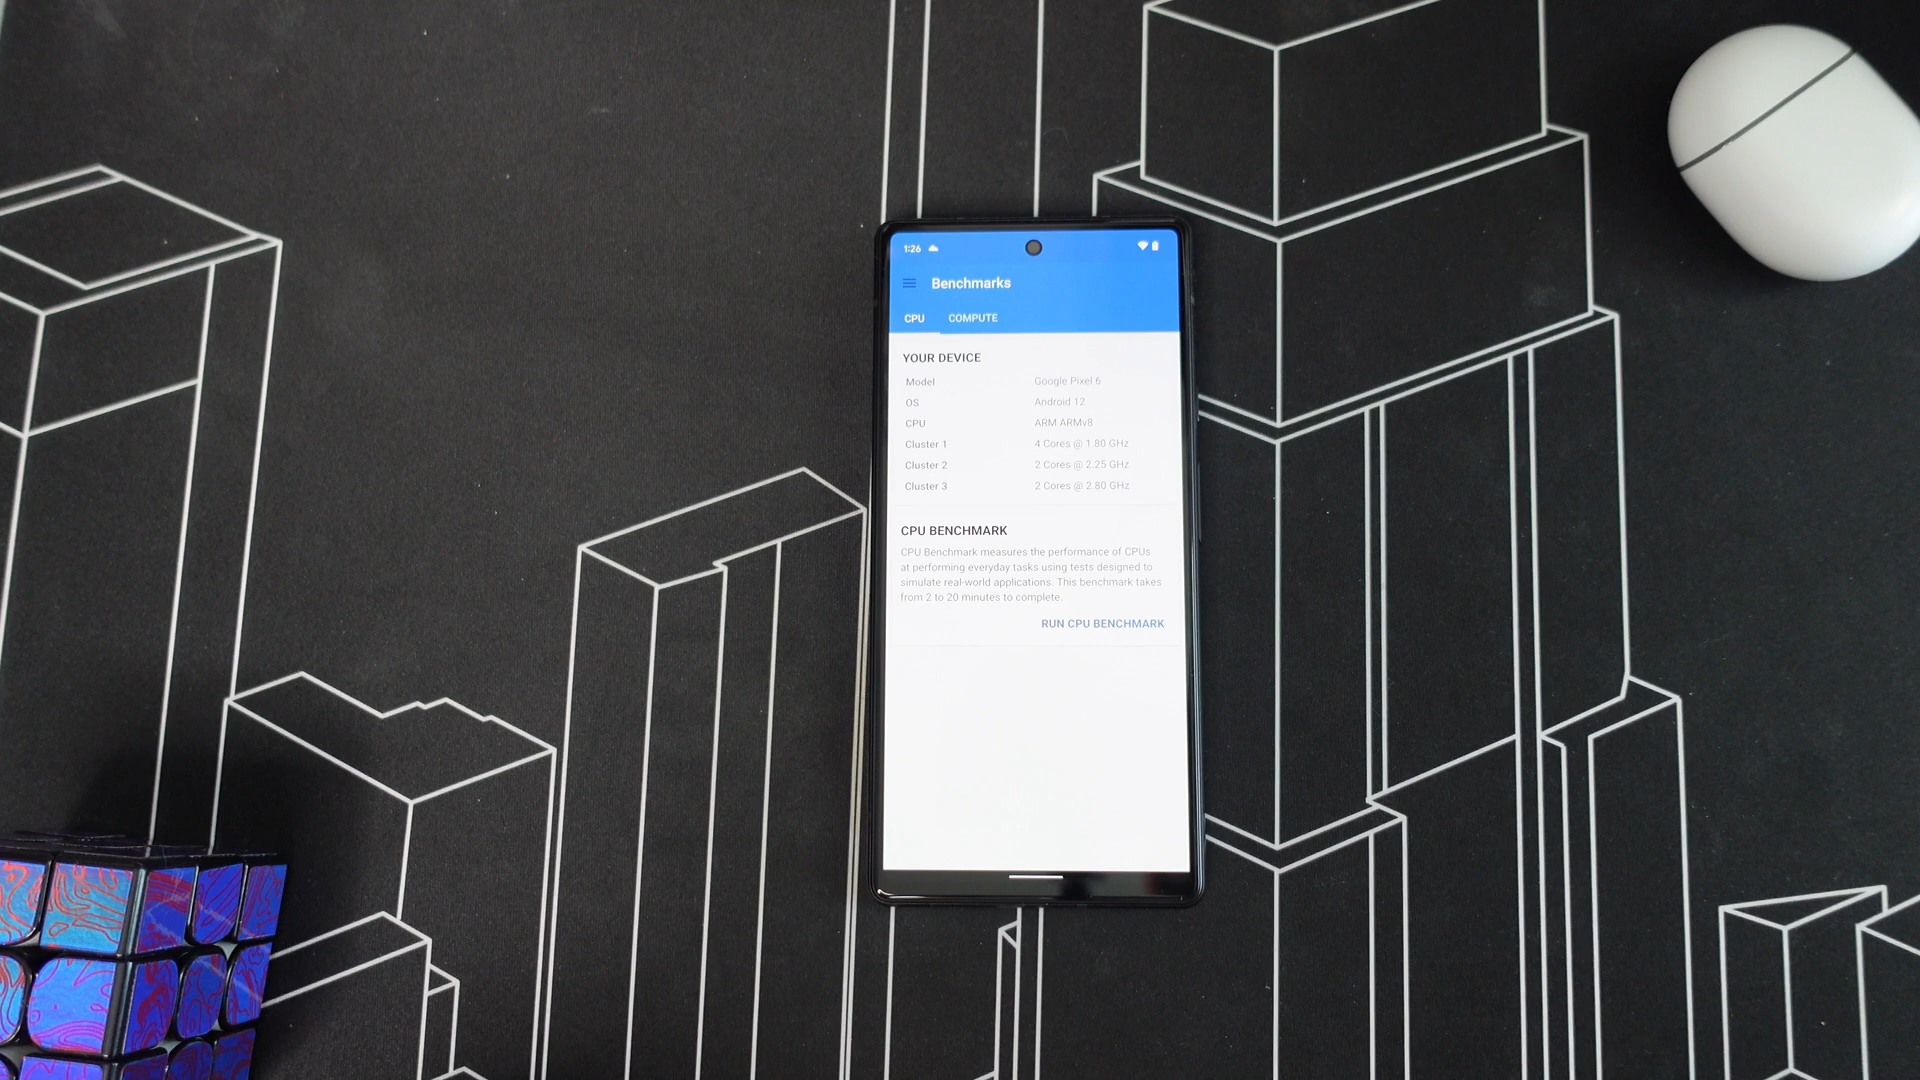 1:26
Benchmarks
CPU COMPUTE
YOUR DEVICE
Model Google Pixel 6
OS Android 12
CPU ARM ARMv8
Cluster 1 4 Cores @ 1.80 GHz
Cluster 2 2 Cores @ 2.25 GHz
Cluster 3 2 Cores @ 2.80 GHz
CPU BENCHMARK
CPU Benchmark measures the performance of CPUs
at performing everyday tasks using tests designed to
simulate real-world applications. This benchmark takes
from 2 to 20 minutes to complete.
RUN CPU BENCHMARK